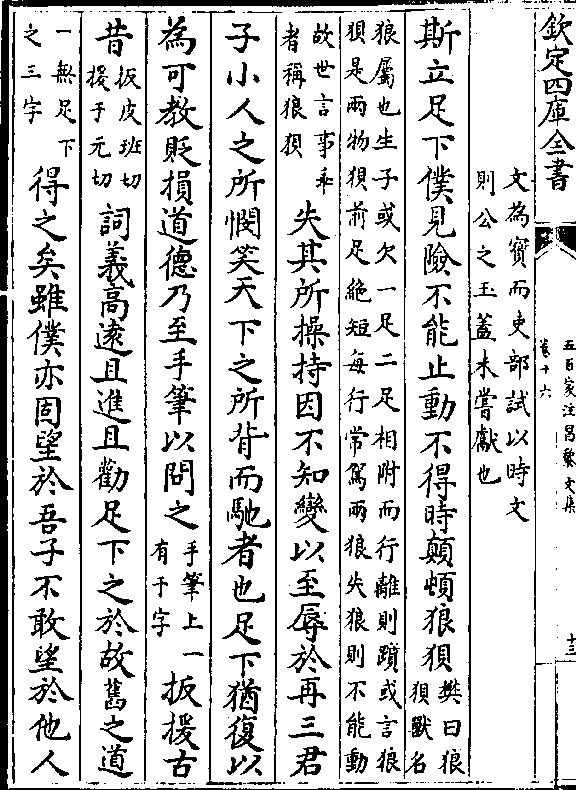 欽定四庫全書
五百家注昌黎文集
卷十六
十三
文為寳而吏部試以時文
則公之玉蓋未嘗獻也
斯立足下僕見險不能止動不得時顛頓狼狽
樊曰狼
狽獸名
狼屬也生子或欠一足二足相附而行離則躓或言狼
狽是兩物狽前足絶短每行常駕兩狼失狼則不能動
故世言事乖
者稱狼狽
失其所操持因不知變以至辱於再三君
子小人之所憫笑天下之所背而馳者也足下猶復以
為可教貶損道德乃至手筆以問之
手筆上一
有于字
扳援古
昔
扳皮班切
援于元切
詞義高遠且進且勸足下之於故舊之道
一無足下
之三字
得之矣雖僕亦固望於吾子不敢望於他人